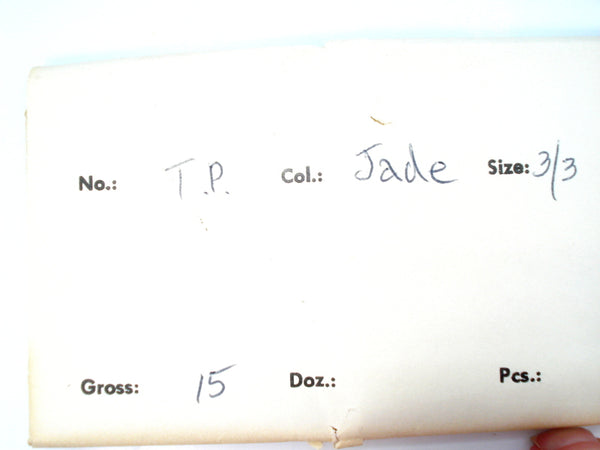 No.: T.P. Col.: Jade Size: 3/3
Gross: 15 Doz.: Pcs.: